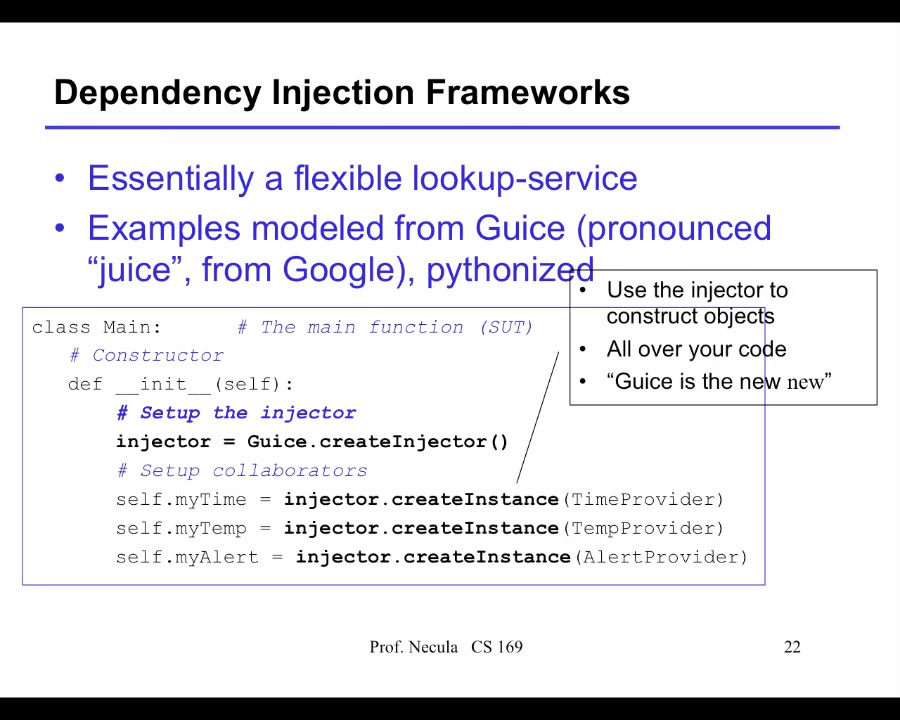 Dependency Injection Frameworks
• Essentially a flexible lookup-service
• Examples modeled from Guice (pronounced
“juice”, from Google), pythonized
• Use the injector to
construct objects
• All over your code
• “Guice is the new new”
class Main: # The main function (SUT)
# Constructor
def __init__(self):
# Setup the injector
injector = Guice.createInjector()
# Setup collaborators
self.myTime = injector.createInstance(TimeProvider)
self.myTemp = injector.createInstance(TempProvider)
self.myAlert = injector.createInstance(AlertProvider)
Prof. Necula CS 169
22